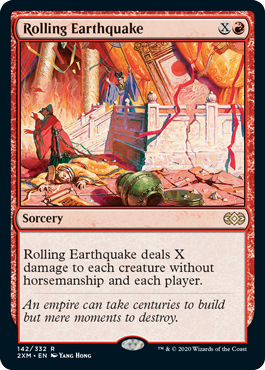 Rolling Earthquake X
Sorcery
Rolling Earthquake deals X
damage to each creature without
horsemanship and each player.
An empire can take centuries to build
but mere moments to destroy.
142/332 R
2XM • EN Yang Hong
™ & © 2020 Wizards of the Coast